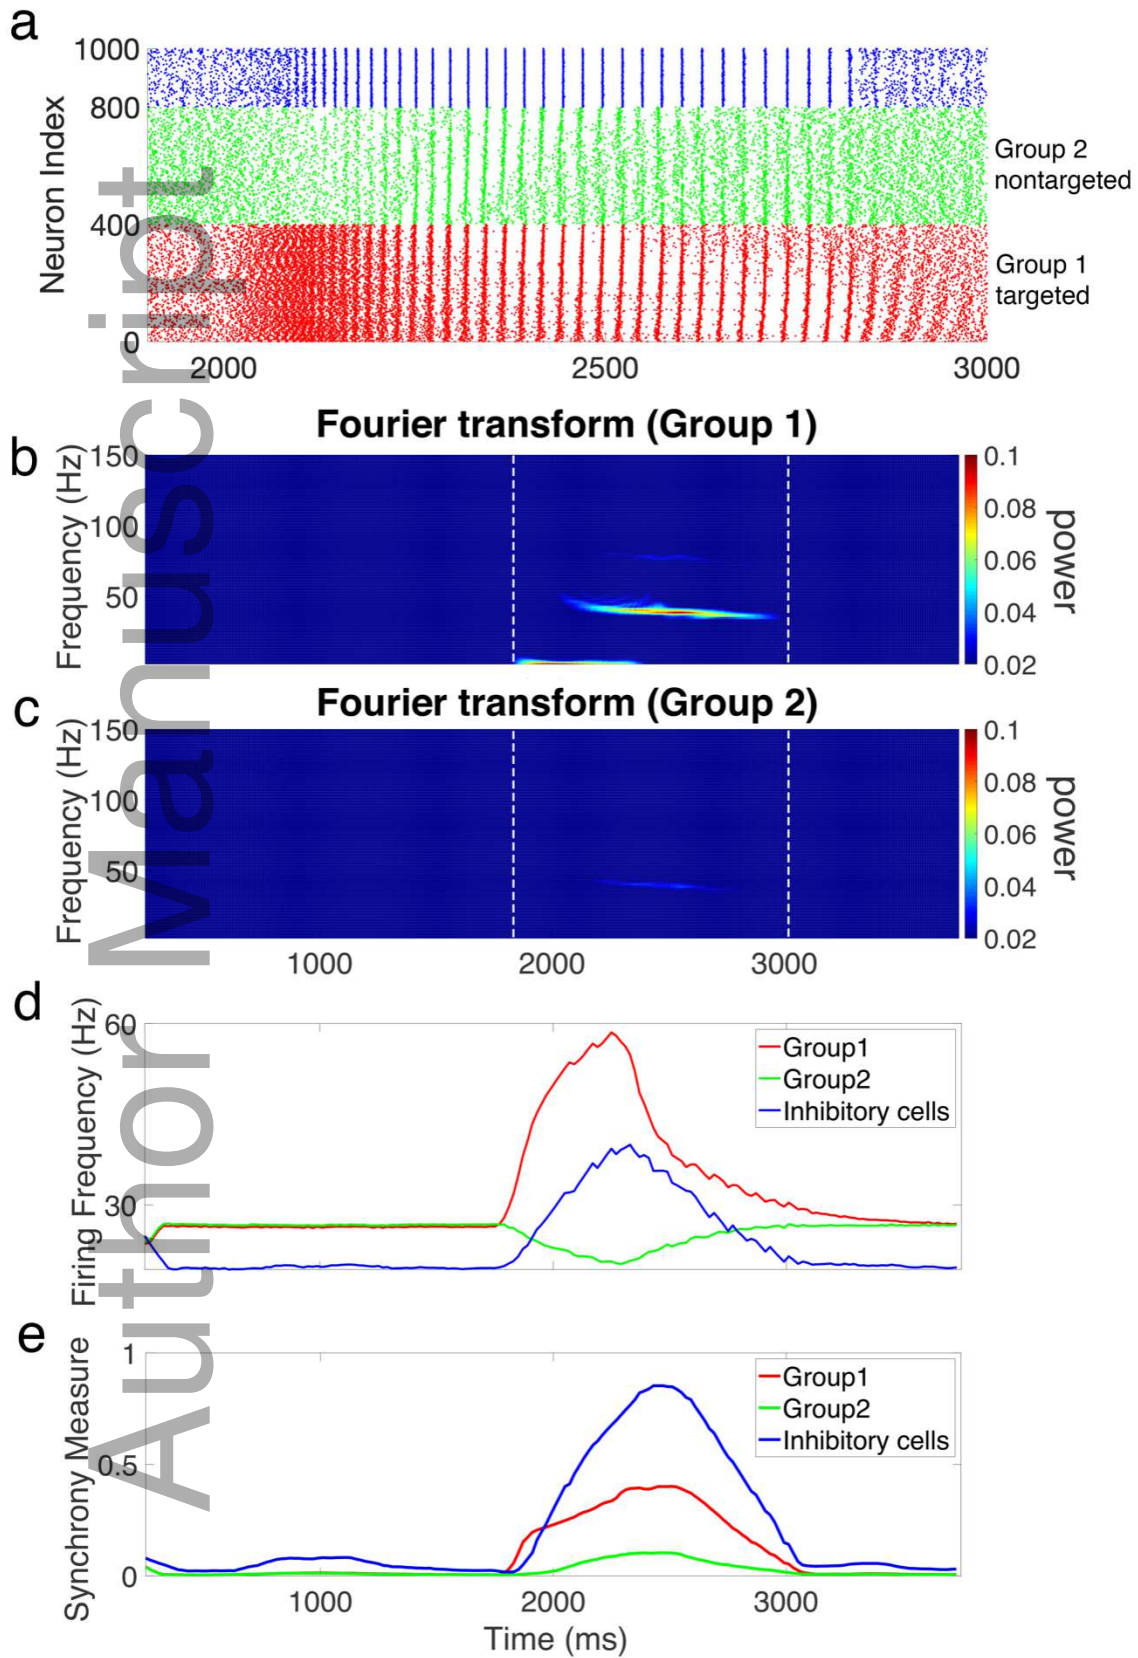 a
1000
800
400
0
Neuron Index
Group 2
nontargeted
Group 1
targeted
2000
2500
3000
Fourier transform (Group 1)
b
150
100
50
Frequency (Hz)
0.1
0.08
0.06
0.04
0.02
power
Fourier transform (Group 2)
c
150
100
50
Frequency (Hz)
0.1
0.08
0.06
0.04
0.02
power
1000
2000
3000
d
60
30
Firing Frequency (Hz)
Group1
Group2
Inhibitory cells
e
1
0.5
0
Synchrony Measure
Group1
Group2
Inhibitory cells
1000
2000
3000
Time (ms)
Author Manuscript